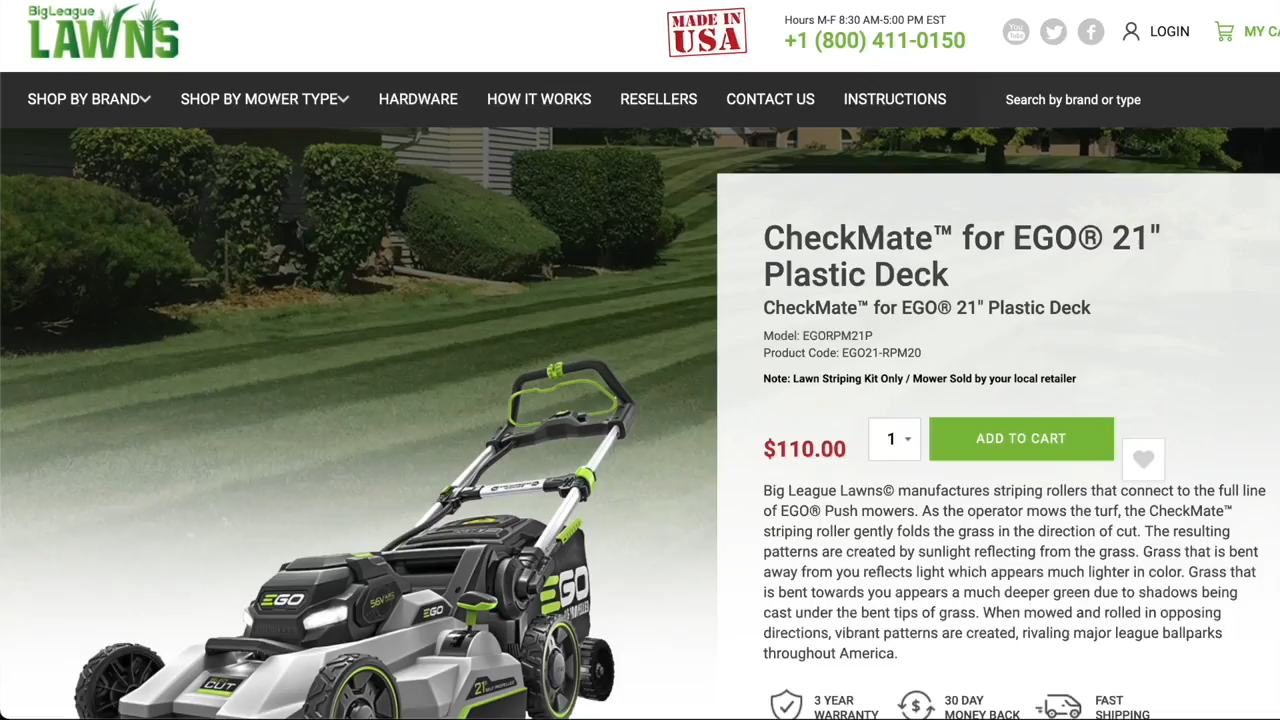 BigLeague
LAWNS
MADE IN
USA
Hours M-F 8:30 AM-5:00 PM EST
+1 (800) 411-0150
You
Tube
LOGIN
MY CA
SHOP BY BRAND
SHOP BY MOWER TYPE
HARDWARE
HOW IT WORKS
RESELLERS
CONTACT US
INSTRUCTIONS
Search by brand or type
CheckMate™ for EGO® 21"
Plastic Deck
CheckMate™ for EGO® 21" Plastic Deck
Model: EGORPM21P
Product Code: EGO21-RPM20
Note: Lawn Striping Kit Only / Mower Sold by your local retailer
$110.00
1
ADD TO CART
Big League Lawns© manufactures striping rollers that connect to the full line
of EGO® Push mowers. As the operator mows the turf, the CheckMate™
striping roller gently folds the grass in the direction of cut. The resulting
patterns are created by sunlight reflecting from the grass. Grass that is bent
away from you reflects light which appears much lighter in color. Grass that
is bent towards you appears a much deeper green due to shadows being
cast under the bent tips of grass. When mowed and rolled in opposing
directions, vibrant patterns are created, rivaling major league ballparks
throughout America.
3 YEAR
WARRANTY
30 DAY
MONEY BACK
FAST
SHIPPING
EGO
56V
EGO
EGO
CUT
21"